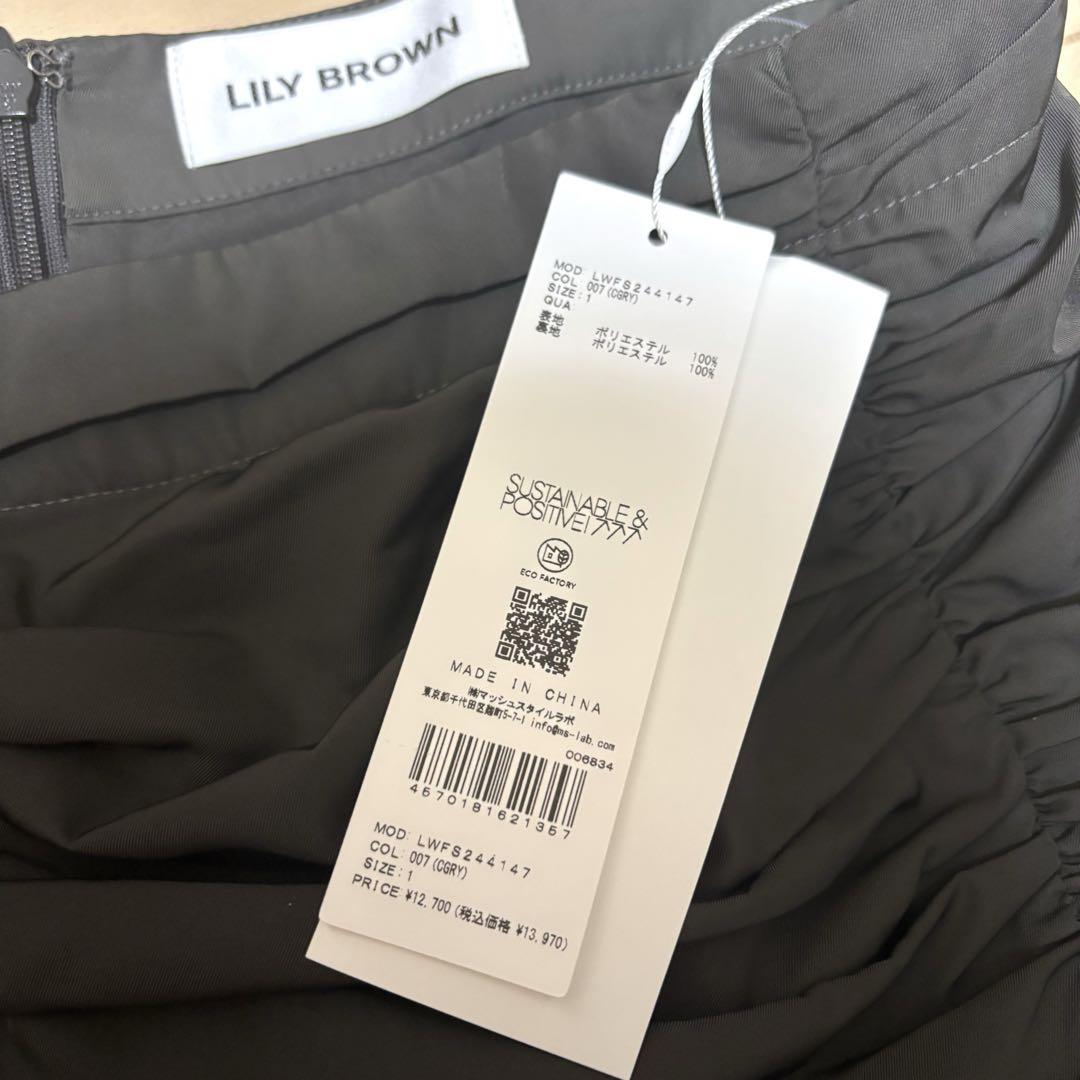 LILY BROWN
MOD: LWFS244147
COL: 007(CGRY)
SIZE: 1
QUA:
表地 ポリエステル 100%
裏地 ポリエステル 100%
SUSTAINABLE &
POSITIVE!
ECO FACTORY
MADE IN CHINA
㈱マッシュスタイルラボ
東京都千代田区麹町5-7-1 info@ms-lab.com
006834
4570181621357
MOD: LWFS244147
COL: 007(CGRY)
SIZE: 1
PRICE: ¥12,700(税込価格 ¥13,970)